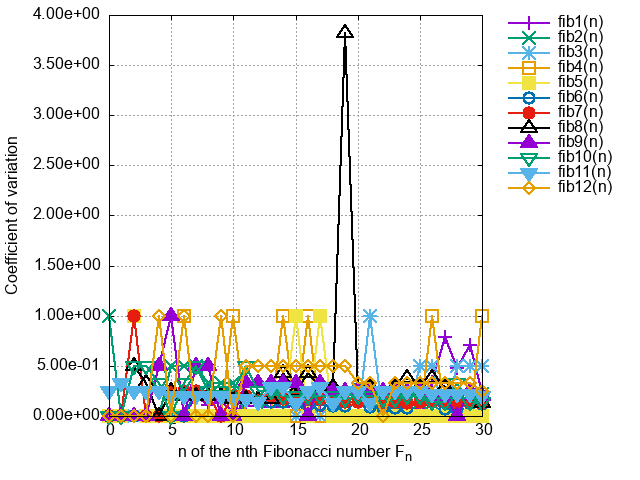 4.00e+00
3.50e+00
3.00e+00
2.50e+00
2.00e+00
1.50e+00
1.00e+00
5.00e-01
0.00e+00
Coefficient of variation
0 5 10 15 20 25 30
n of the nth Fibonacci number Fn
fib1(n)
fib2(n)
fib3(n)
fib4(n)
fib5(n)
fib6(n)
fib7(n)
fib8(n)
fib9(n)
fib10(n)
fib11(n)
fib12(n)